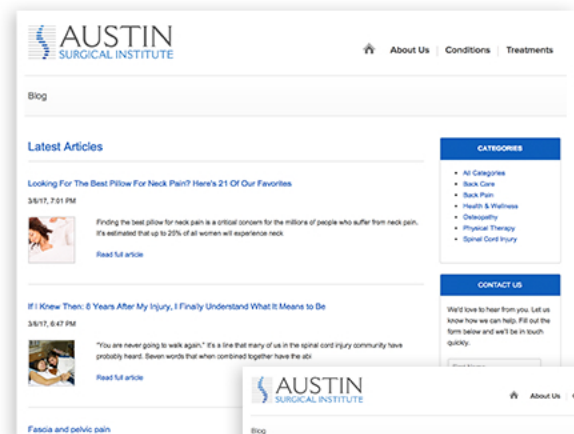 AUSTIN
SURGICAL INSTITUTE
About Us
Conditions
Treatments
Blog
Latest Articles
Looking For The Best Pillow For Neck Pain? Here's 21 Of Our Favorites
3/8/17, 7:01 PM
Finding the best pillow for neck pain is a critical concern for the millions of people who suffer from neck pain.
It's estimated that up to 25% of all women will experience neck
Read full article
If I Knew Then: 8 Years After My Injury, I Finally Understand What It Means to Be
3/8/17, 6:47 PM
"You are never going to walk again." It's a line that many of us in the spinal cord injury community have
probably heard. Seven words that when combined together have the abi
Read full article
Fascia and pelvic pain
CATEGORIES
All Categories
Back Care
Back Pain
Health & Wellness
Osteopathy
Physical Therapy
Spinal Cord Injury
CONTACT US
We'd love to hear from you. Let us
know how we can help. Fill out the
form below and we'll be in touch
quickly.
AUSTIN
SURGICAL INSTITUTE
About Us
Blog